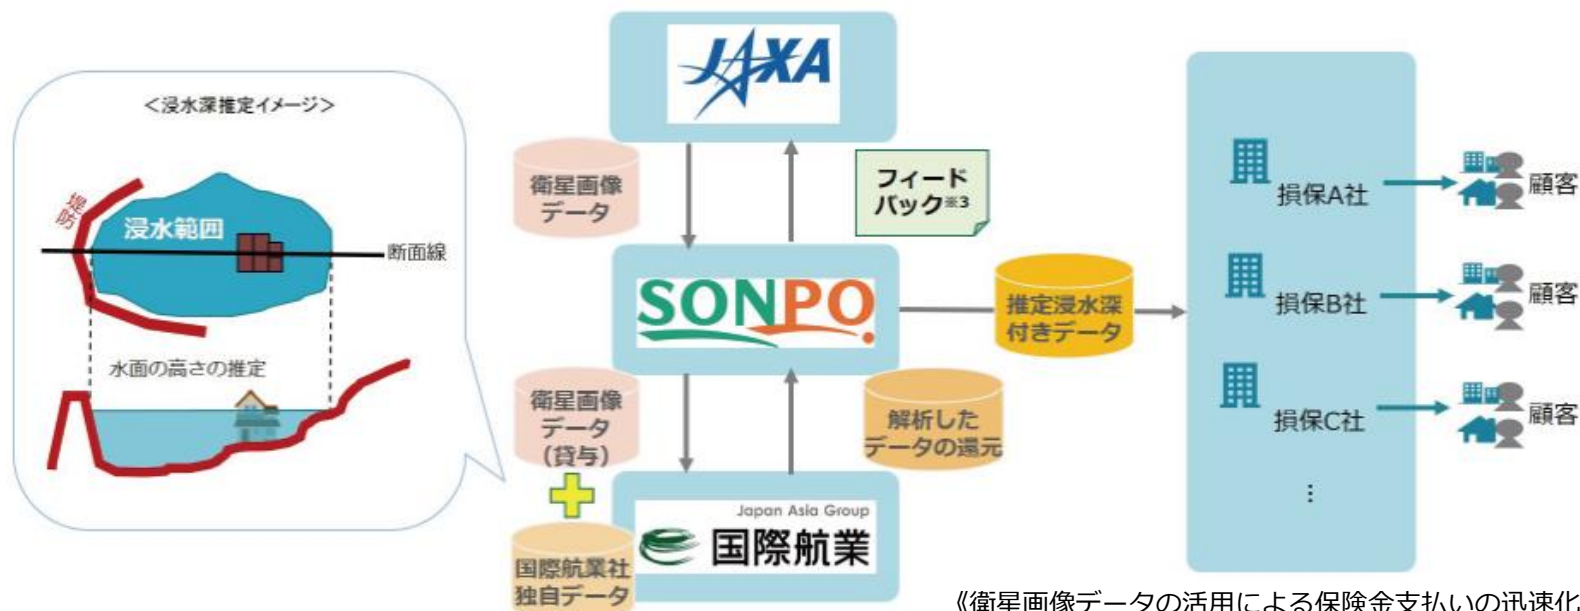 ＜浸水深推定イメージ＞
堤防
浸水範囲
断面線
水面の高さの推定
JAXA
衛星画像
データ
フィード
バック※3
SONPO
推定浸水深
付きデータ
衛星画像
データ
（貸与）
解析した
データの還元
Japan Asia Group
国際航業
国際航業社
独自データ
損保A社
顧客
損保B社
顧客
損保C社
顧客
⋮
《衛星画像データの活用による保険金支払いの迅速化